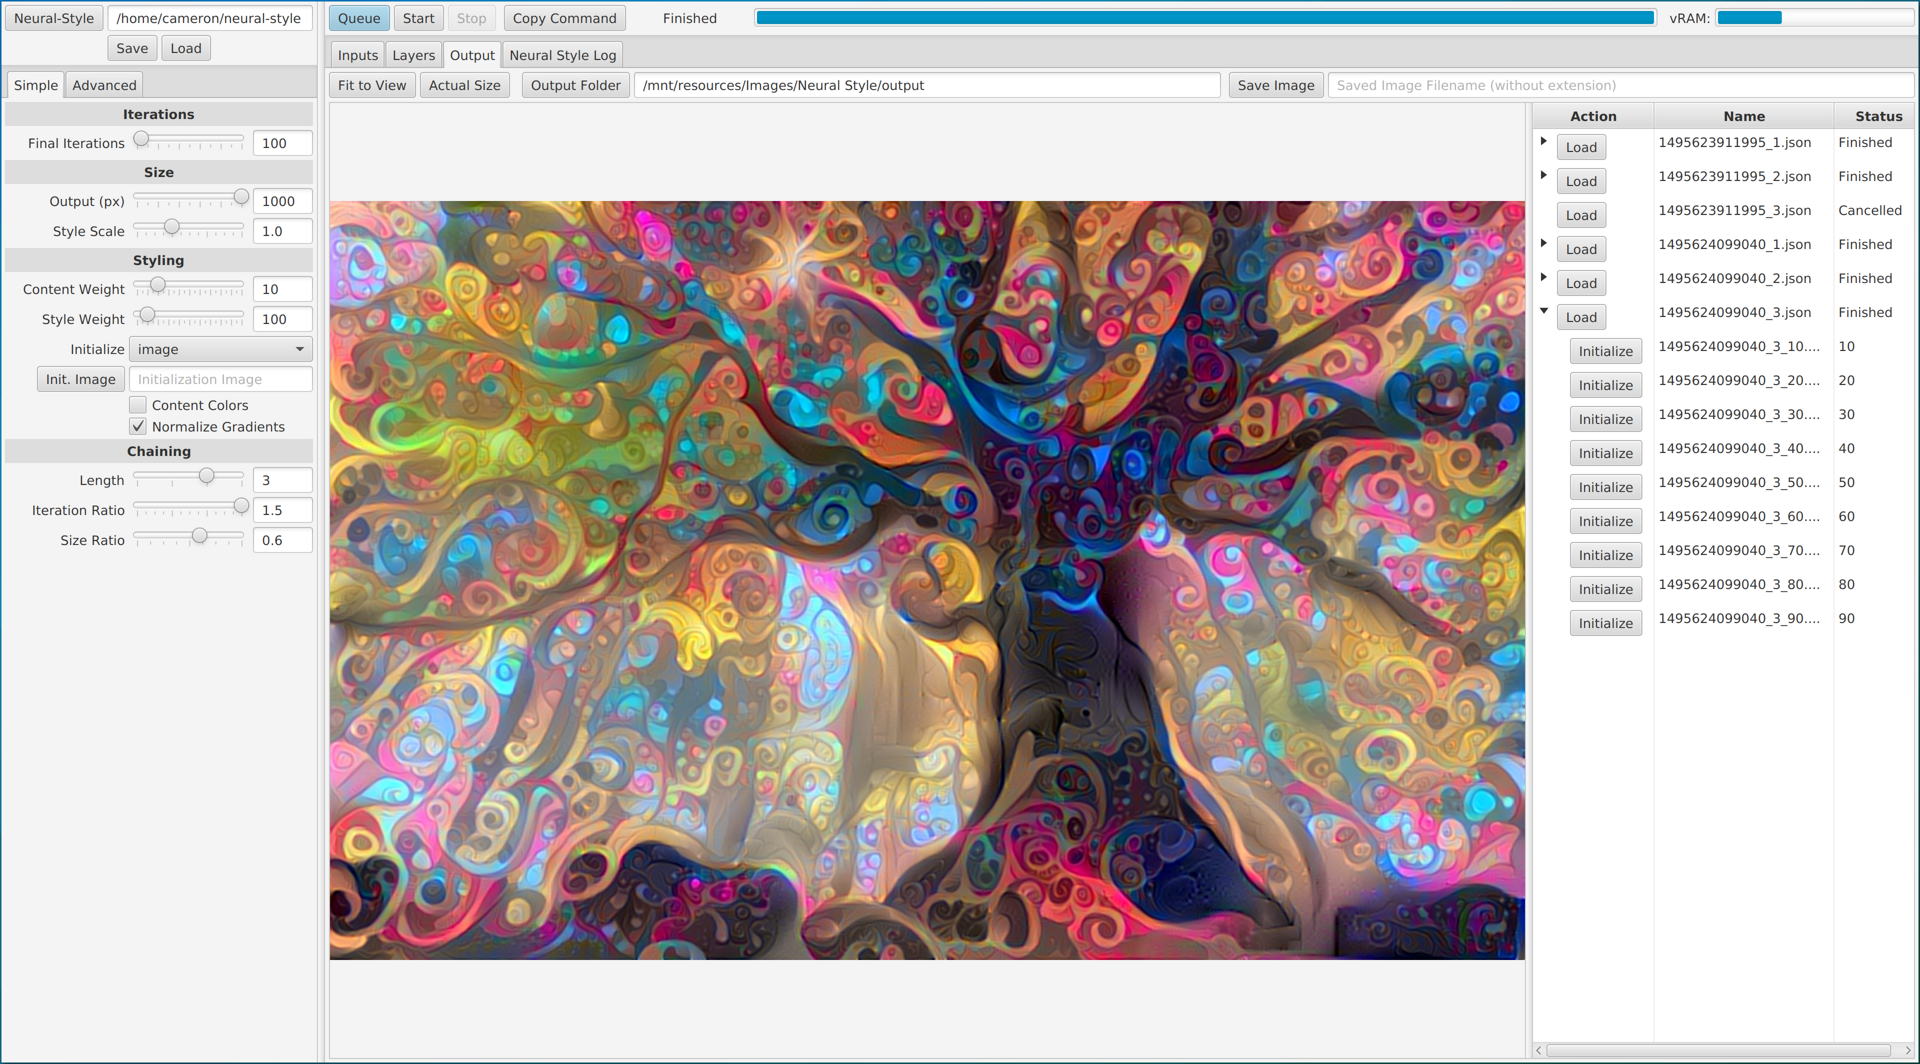 Neural-Style /home/cameron/neural-style
Save Load
Simple Advanced
Iterations
Final Iterations 100
Size
Output (px) 1000
Style Scale 1.0
Styling
Content Weight 10
Style Weight 100
Initialize image
Init. Image Initialization Image
Content Colors
Normalize Gradients
Chaining
Length 3
Iteration Ratio 1.5
Size Ratio 0.6
Queue Start Stop Copy Command Finished vRAM:
Inputs Layers Output Neural Style Log
Fit to View Actual Size Output Folder /mnt/resources/Images/Neural Style/output Save Image Saved Image Filename (without extension)
Action Name Status
Load 1495623911995_1.json Finished
Load 1495623911995_2.json Finished
Load 1495623911995_3.json Cancelled
Load 1495624099040_1.json Finished
Load 1495624099040_2.json Finished
Load 1495624099040_3.json Finished
Initialize 1495624099040_3_10.... 10
Initialize 1495624099040_3_20.... 20
Initialize 1495624099040_3_30.... 30
Initialize 1495624099040_3_40.... 40
Initialize 1495624099040_3_50.... 50
Initialize 1495624099040_3_60.... 60
Initialize 1495624099040_3_70.... 70
Initialize 1495624099040_3_80.... 80
Initialize 1495624099040_3_90.... 90